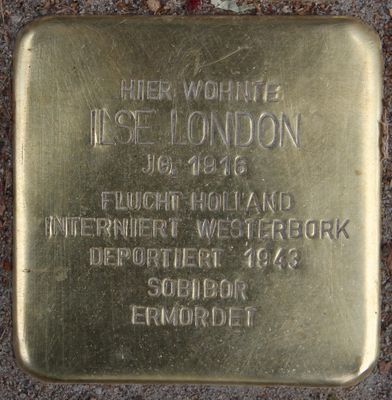 HIER WOHNTE
ILSE LONDON
JG. 1916
FLUCHT HOLLAND
INTERNIERT WESTERBORK
DEPORTIERT 1943
SOBIBOR
ERMORDET